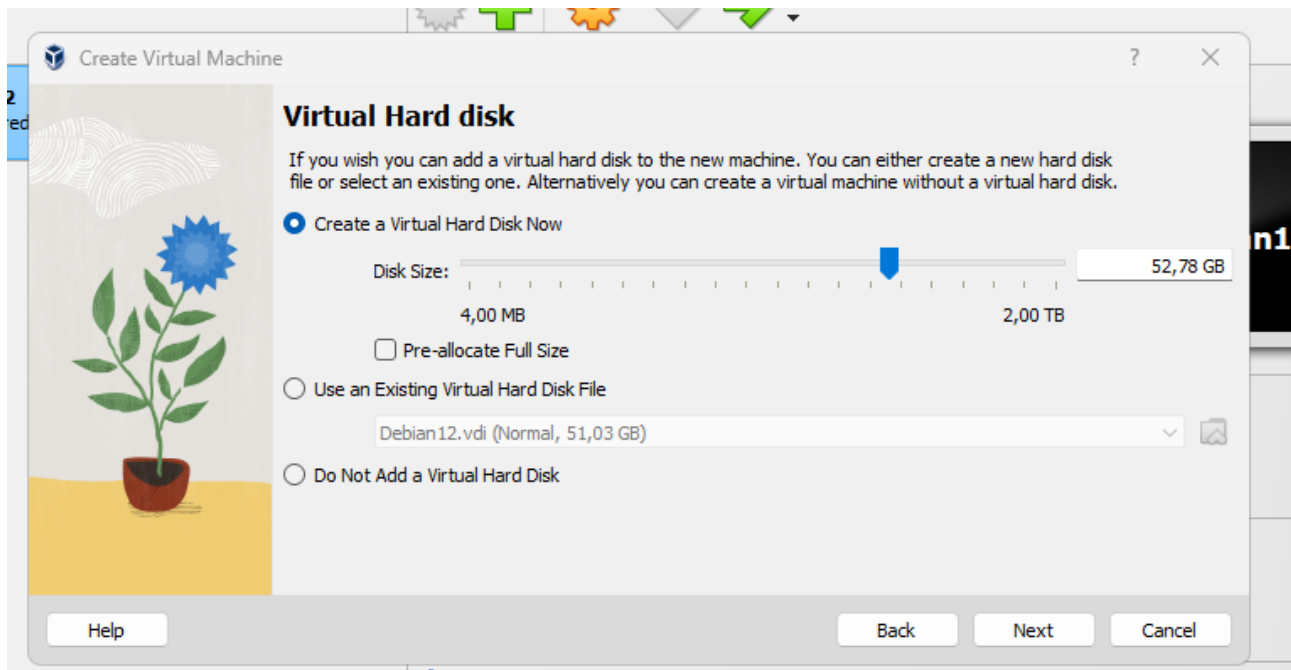 Create Virtual Machine
?
2
red
Virtual Hard disk
If you wish you can add a virtual hard disk to the new machine. You can either create a new hard disk
file or select an existing one. Alternatively you can create a virtual machine without a virtual hard disk.
Create a Virtual Hard Disk Now
n1
Disk Size:
52,78 GB
4,00 MB
2,00 TB
Pre-allocate Full Size
Use an Existing Virtual Hard Disk File
Debian12.vdi (Normal, 51,03 GB)
Do Not Add a Virtual Hard Disk
Help
Back
Next
Cancel